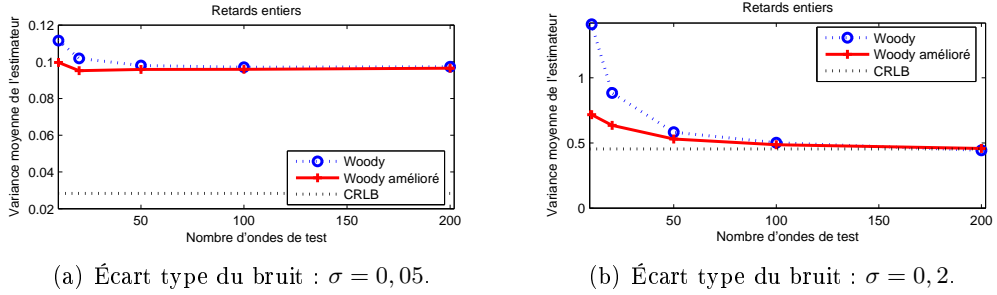 Retards entiers
Variance moyenne de l'estimateur
0.12
0.1
0.08
0.06
0.04
0.02
Woody
Woody amélioré
CRLB
50
100
150
200
Nombre d'ondes de test
(a) Écart type du bruit : σ = 0, 05.
Retards entiers
Variance moyenne de l'estimateur
1
0.5
0
Woody
Woody amélioré
CRLB
50
100
150
200
Nombre d'ondes de test
(b) Écart type du bruit : σ = 0, 2.